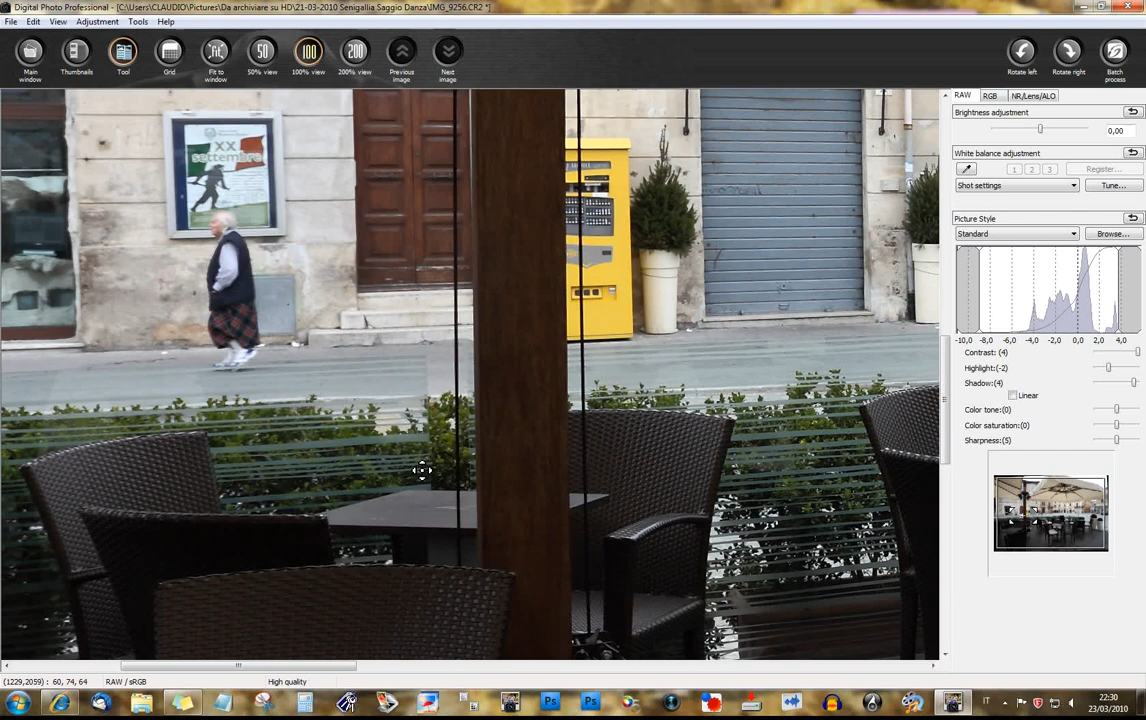 Digital Photo Professional - [C:\Users\CLAUDIO\Pictures\Da archiviare su HD\21-03-2010 Senigallia Saggio Danza\IMG_9256.CR2 *]
File Edit View Adjustment Tools Help
50 100 200
Main window
Thumbnails
Tool
Grid
Fit to window
50% view
100% view
200% view
Previous image
Next image
Rotate left
Rotate right
Batch process
RAW RGB NR/Lens/ALO
Brightness adjustment
0,00
White balance adjustment
1 2 3 Register...
Shot settings Tune...
Picture Style
Standard Browse...
-10,0 -8,0 -6,0 -4,0 -2,0 0,0 2,0 4,0
Contrast: (4)
Highlight:(-2)
Shadow:(4)
Linear
Color tone:(0)
Color saturation:(0)
Sharpness:(5)
XX
settembre
(1229,2059) : 60, 74, 64 RAW / sRGB High quality
Ps Ps
IT
22:30
23/03/2010